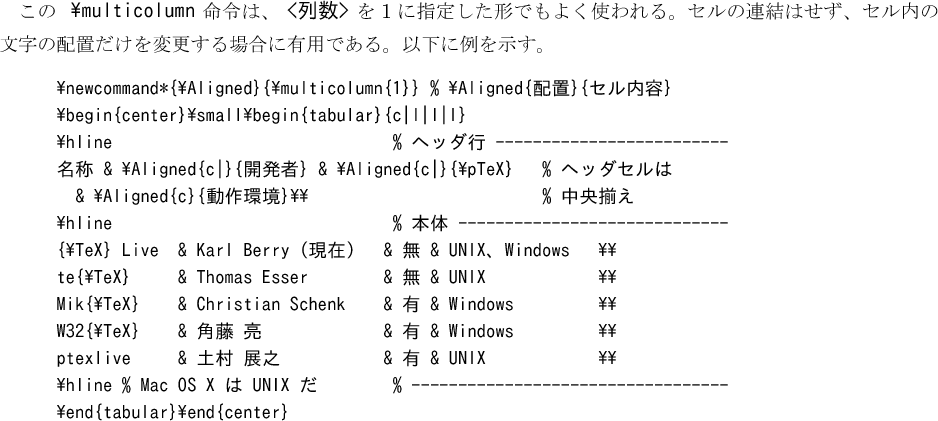 この ¥multicolumn 命令は、<列数> を 1 に指定した形でもよく使われる。セルの連結はせず、セル内の
文字の配置だけを変更する場合に有用である。以下に例を示す。
¥newcommand*{¥Aligned}{¥multicolumn{1}} % ¥Aligned{配置}{セル内容}
¥begin{center}¥small¥begin{tabular}{c|l|l|l}
¥hline % ヘッダ行 -------------------------
名称 & ¥Aligned{c|}{開発者} & ¥Aligned{c|}{¥pTeX} % ヘッダセルは
& ¥Aligned{c}{動作環境}¥¥ % 中央揃え
¥hline % 本体 -----------------------------
{¥TeX} Live & Karl Berry (現在) & 無 & UNIX、Windows ¥¥
te{¥TeX} & Thomas Esser & 無 & UNIX ¥¥
Mik{¥TeX} & Christian Schenk & 有 & Windows ¥¥
W32{¥TeX} & 角藤 亮 & 有 & Windows ¥¥
ptexlive & 土村 展之 & 有 & UNIX ¥¥
¥hline % Mac OS X は UNIX だ % ----------------------------------
¥end{tabular}¥end{center}